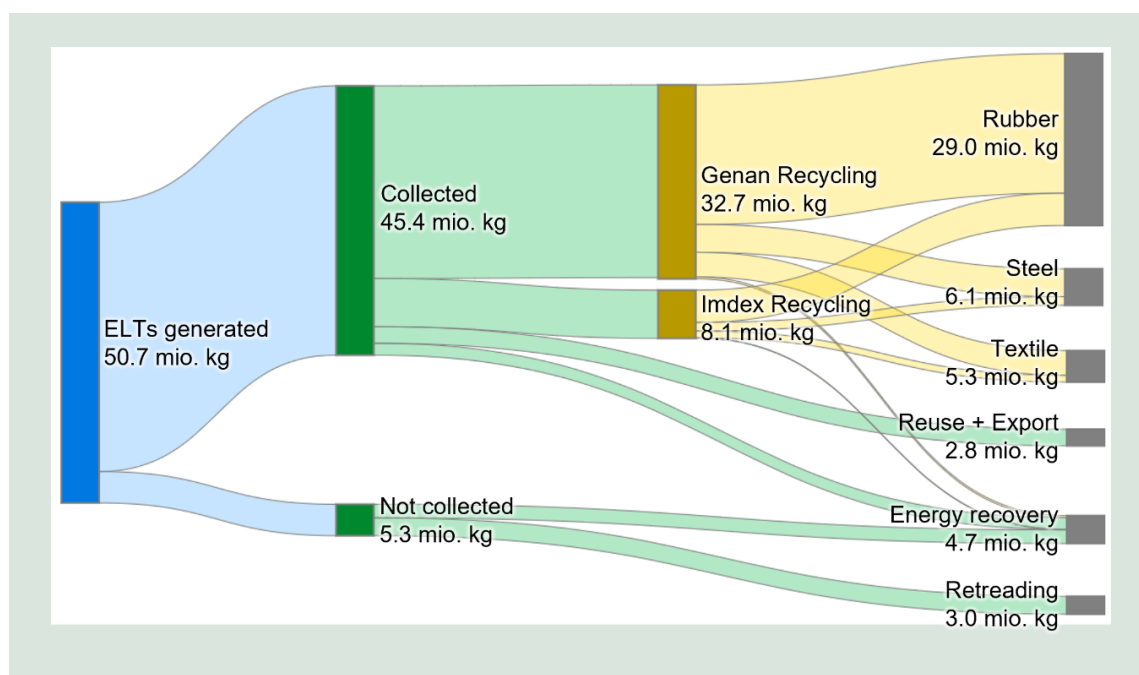 ELTs generated
50.7 mio. kg
Collected
45.4 mio. kg
Not collected
5.3 mio. kg
Genan Recycling
32.7 mio. kg
Imdex Recycling
8.1 mio. kg
Rubber
29.0 mio. kg
Steel
6.1 mio. kg
Textile
5.3 mio. kg
Reuse + Export
2.8 mio. kg
Energy recovery
4.7 mio. kg
Retreading
3.0 mio. kg